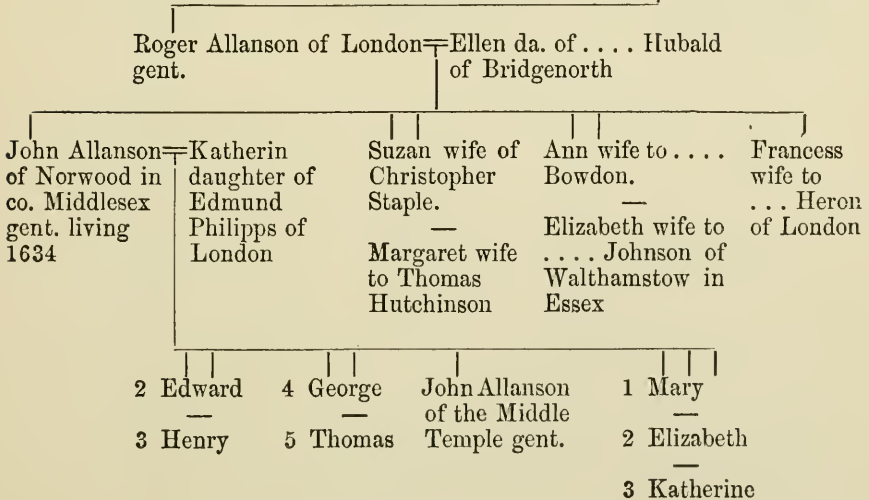 Roger Allanson of London═Ellen da. of . . . . Hubald
gent.
of Bridgenorth
John Allanson═Katherin
of Norwood in daughter of
co. Middlesex Edmund
gent. living Philipps of
1634 London
Suzan wife of
Christopher
Staple.
—
Margaret wife
to Thomas
Hutchinson
Ann wife to . . . .
Bowdon.
—
Elizabeth wife to
. . . . Johnson of
Walthamstow in
Essex
Francess
wife to
. . . Heron
of London
2 Edward
—
3 Henry
4 George
—
5 Thomas
John Allanson
of the Middle
Temple gent.
1 Mary
—
2 Elizabeth
—
3 Katherine